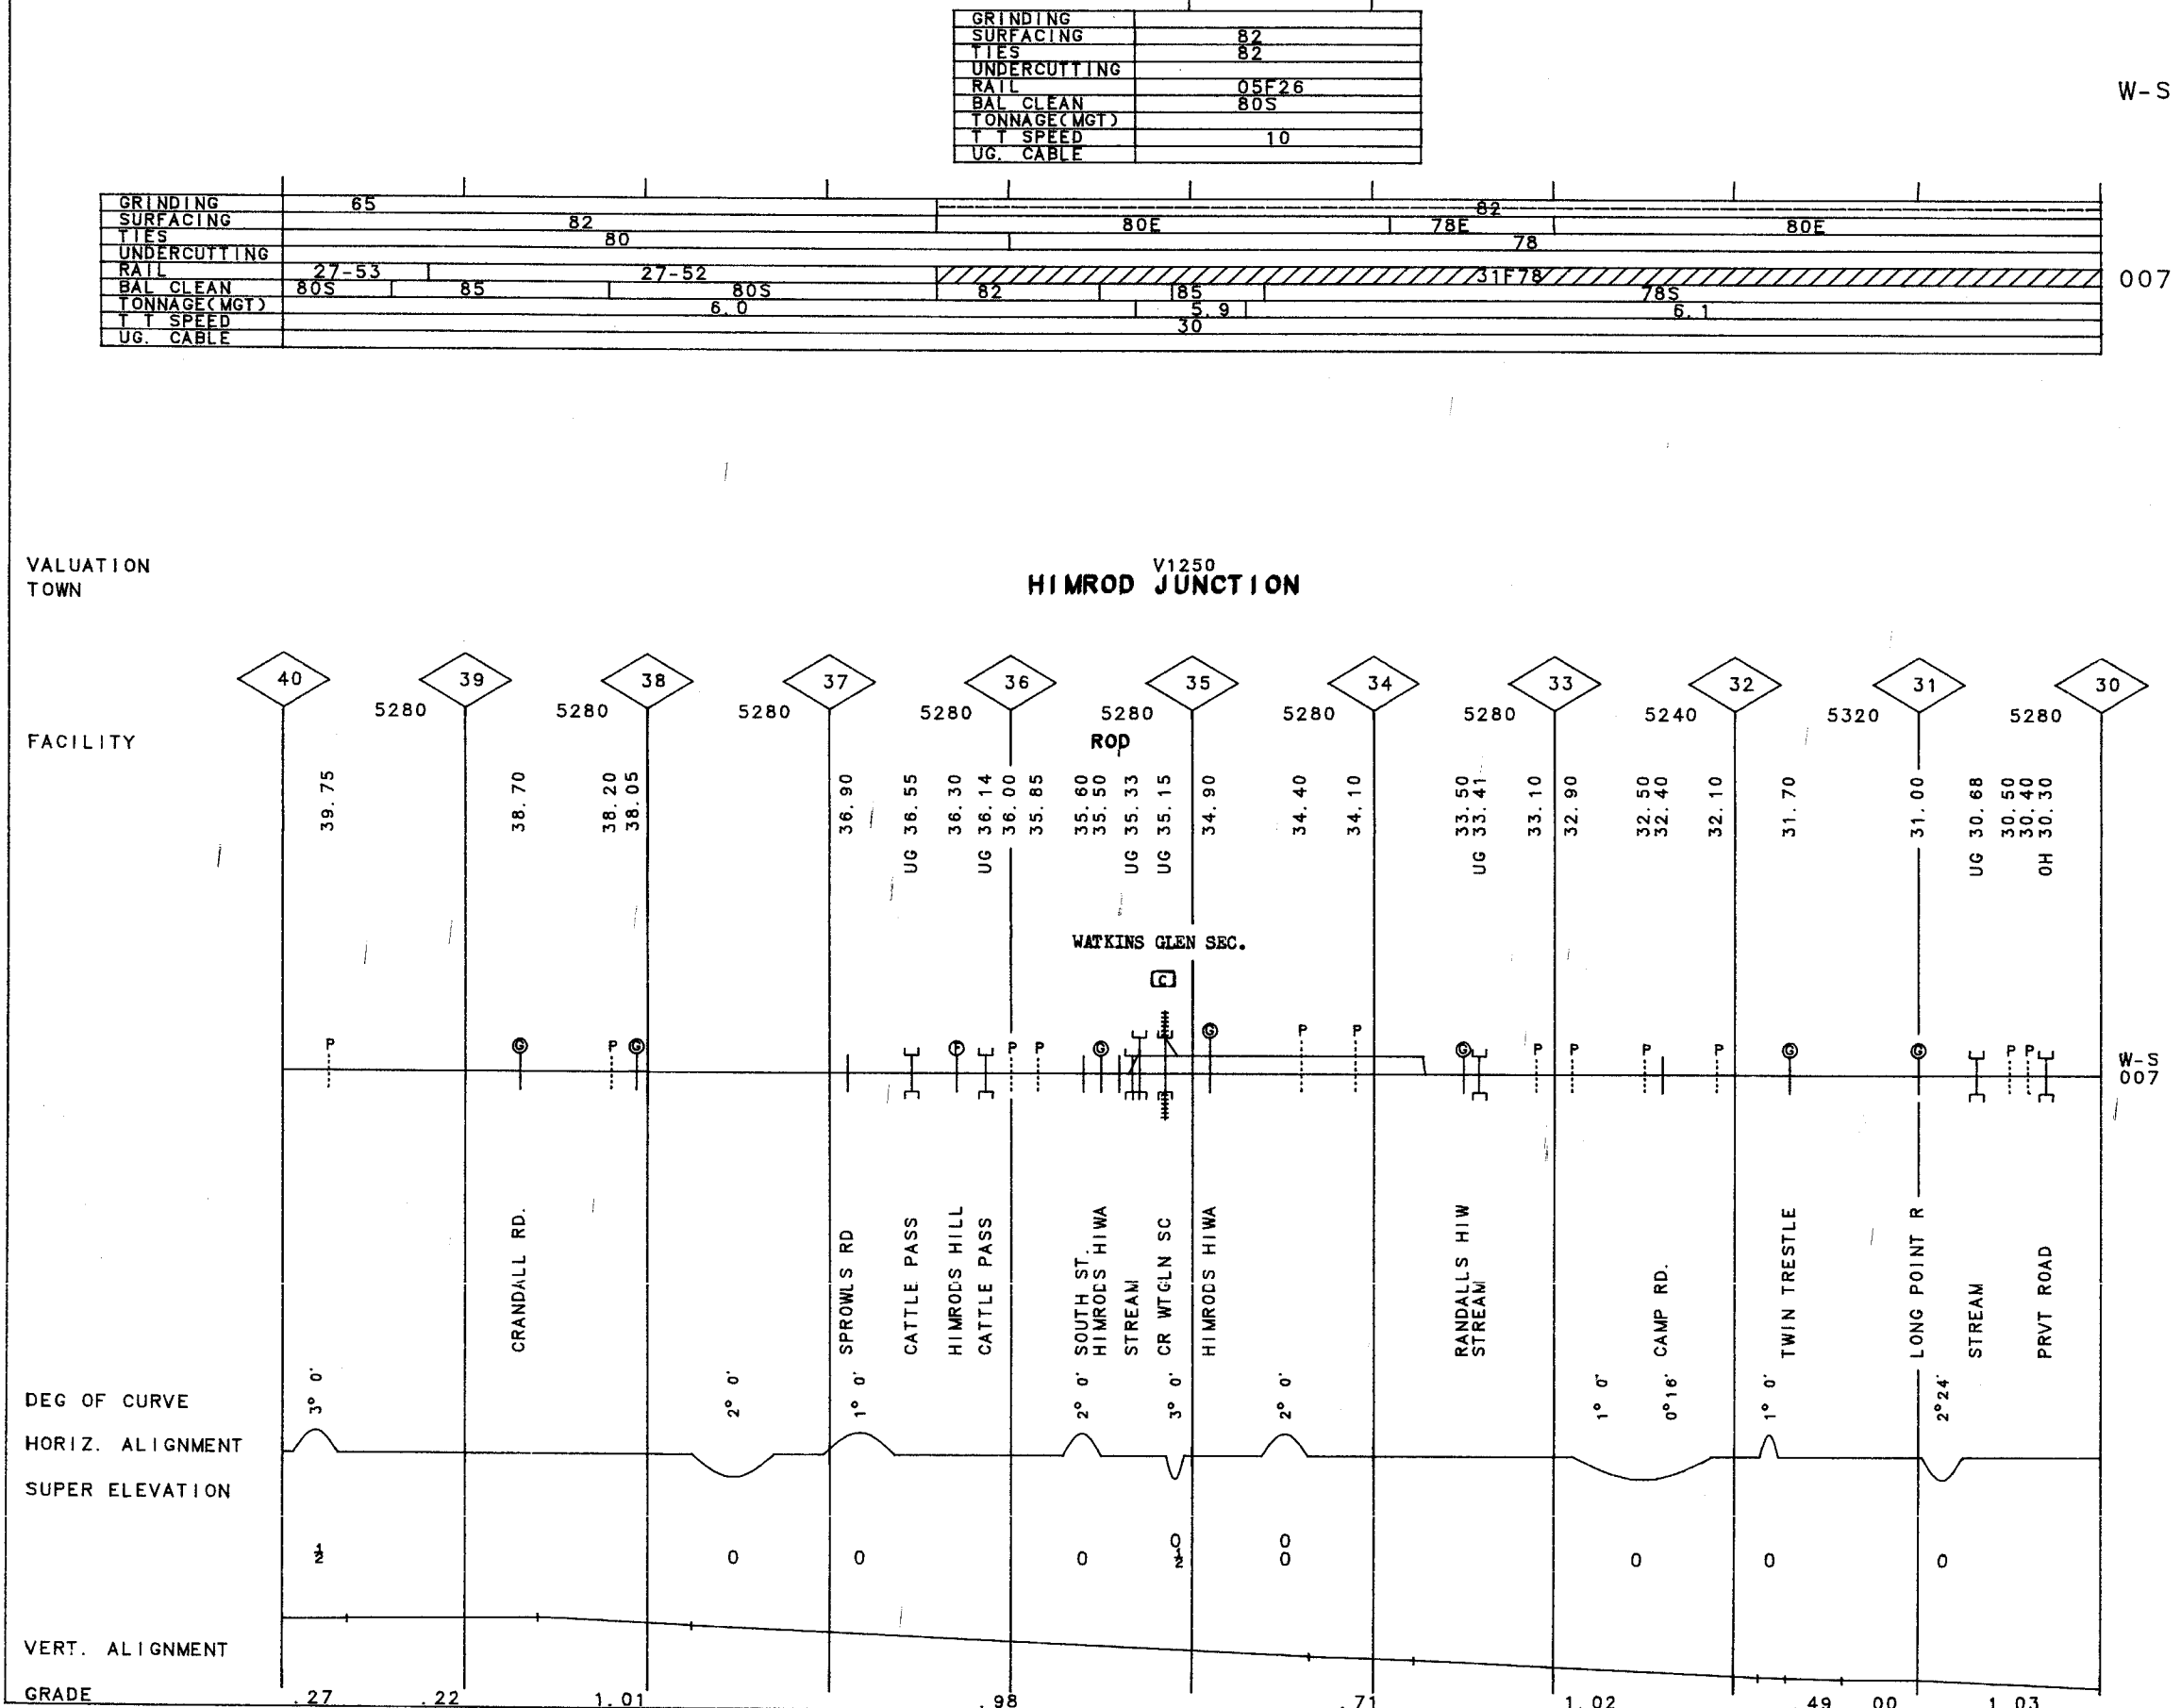 GRINDING
SURFACING 82
TIES 82
UNDERCUTTING
RAIL 05F26
BAL CLEAN 80S
TONNAGE(MGT)
T T SPEED 10
UG. CABLE
W-S
GRINDING 65 82
SURFACING 82 80E 78E 80E
TIES 80 78
UNDERCUTTING
RAIL 27-53 27-52 31F78
BAL CLEAN 80S 85 80S 82 85 78S
TONNAGE(MGT) 6.0 5.9 6.1
T T SPEED 30
UG. CABLE
007
VALUATION V1250
TOWN HIMROD JUNCTION
40 39 38 37 36 35 34 33 32 31 30
5280 5280 5280 5280 5280 5280 5280 5240 5320 5280
FACILITY ROD
39.75
38.70
38.20
38.05
36.90
UG 36.55
36.30
UG 36.14
36.00
35.85
35.60
35.50
UG 35.33
UG 35.15
34.90
34.40
34.10
33.50
UG 33.41
33.10
32.90
32.50
32.40
32.10
31.70
31.00
UG 30.68
30.50
30.40
OH 30.30
WATKINS GLEN SEC.
C
P G P G F P P G G P P G P P P P G G P P
W-S
007
CRANDALL RD.
SPROWLS RD
CATTLE PASS
HIMRODS HILL
CATTLE PASS
SOUTH ST.
HIMRODS HIWA
STREAM
CR WTGLN SC
HIMRODS HIWA
RANDALLS HIW
STREAM
CAMP RD.
TWIN TRESTLE
LONG POINT R
STREAM
PRVT ROAD
DEG OF CURVE 3° 0' 2° 0' 1° 0' 2° 0' 3° 0' 2° 0' 1° 0' 0°16' 1° 0' 2°24'
HORIZ. ALIGNMENT
SUPER ELEVATION
0 0
½ 0 0 0 ½ 0 0 0 0
VERT. ALIGNMENT
GRADE .27 .22 1.01 .98 .71 1.02 .49 .00 1.03